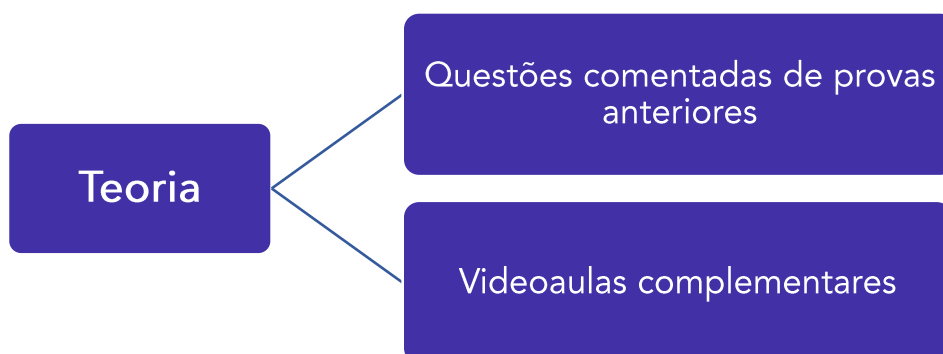 Teoria
Questões comentadas de provas
anteriores
Videoaulas complementares